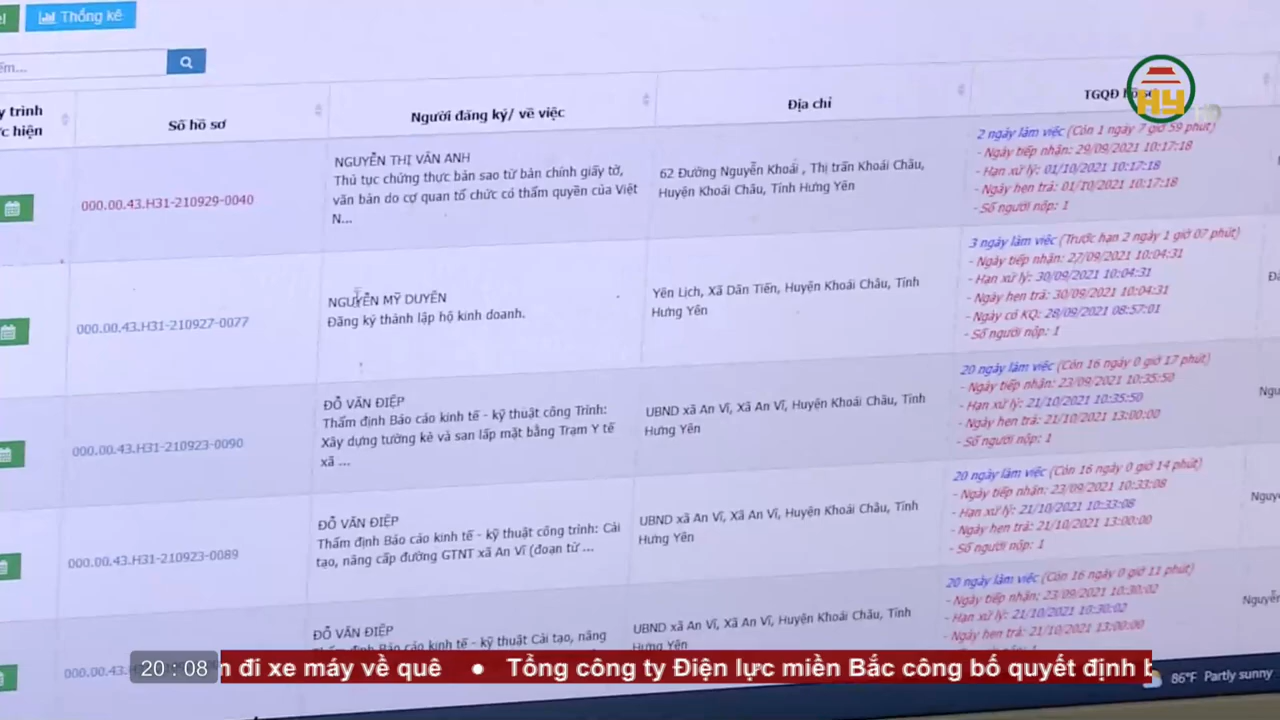 Thống kê
Số hồ sơ
Người đăng ký/ về việc
Địa chỉ
TGQĐ
000.00.43.H31-210929-0040
NGUYỄN THỊ VÂN ANH
Thủ tục chứng thực bản sao từ bản chính giấy tờ,
văn bản do cơ quan tổ chức có thẩm quyền của Việt
N...
62 Đường Nguyễn Khoái , Thị trấn Khoái Châu,
Huyện Khoái Châu, Tỉnh Hưng Yên
2 ngày làm việc (Còn 1 ngày 7 giờ 59 phút)
- Ngày tiếp nhận: 29/09/2021 10:17:18
- Hạn xử lý: 01/10/2021 10:17:18
- Ngày hẹn trả: 01/10/2021 10:17:18
- Số người nộp: 1
000.00.43.H31-210927-0077
NGUYỄN MỸ DUYÊN
Đăng ký thành lập hộ kinh doanh.
Yên Lịch, Xã Dân Tiến, Huyện Khoái Châu, Tỉnh
Hưng Yên
3 ngày làm việc (Trước hạn 2 ngày 1 giờ 07 phút)
- Ngày tiếp nhận: 27/09/2021 10:04:31
- Hạn xử lý: 30/09/2021 10:04:31
- Ngày hẹn trả: 30/09/2021 10:04:31
- Ngày có KQ: 28/09/2021 08:57:01
- Số người nộp: 1
000.00.43.H31-210923-0090
ĐỖ VĂN ĐIỆP
Thẩm định Báo cáo kinh tế - kỹ thuật công Trình:
Xây dựng tường kè và san lấp mặt bằng Trạm Y tế
xã ...
UBND xã An Vĩ, Xã An Vĩ, Huyện Khoái Châu, Tỉnh
Hưng Yên
20 ngày làm việc (Còn 16 ngày 0 giờ 17 phút)
- Ngày tiếp nhận: 23/09/2021 10:35:50
- Hạn xử lý: 21/10/2021 10:35:50
- Ngày hẹn trả: 21/10/2021 13:00:00
- Số người nộp: 1
000.00.43.H31-210923-0089
ĐỖ VĂN ĐIỆP
Thẩm định Báo cáo kinh tế - kỹ thuật công trình: Cải
tạo, nâng cấp đường GTNT xã An Vĩ (đoạn từ ...
UBND xã An Vĩ, Xã An Vĩ, Huyện Khoái Châu, Tỉnh
Hưng Yên
20 ngày làm việc (Còn 16 ngày 0 giờ 14 phút)
- Ngày tiếp nhận: 23/09/2021 10:33:08
- Hạn xử lý: 21/10/2021 10:33:08
- Ngày hẹn trả: 21/10/2021 13:00:00
- Số người nộp: 1
ĐỖ VĂN ĐIỆP
Thẩm định Báo cáo kinh tế - kỹ thuật Cải tạo, nâng
UBND xã An Vĩ, Xã An Vĩ, Huyện Khoái Châu, Tỉnh
Hưng Yên
20 ngày làm việc (Còn 16 ngày 0 giờ 11 phút)
- Ngày tiếp nhận: 23/09/2021 10:30:02
- Hạn xử lý: 21/10/2021 10:30:02
- Ngày hẹn trả: 21/10/2021 13:00:00
20 : 08
đi xe máy về quê • Tổng công ty Điện lực miền Bắc công bố quyết định
86°F Partly sunny
HY